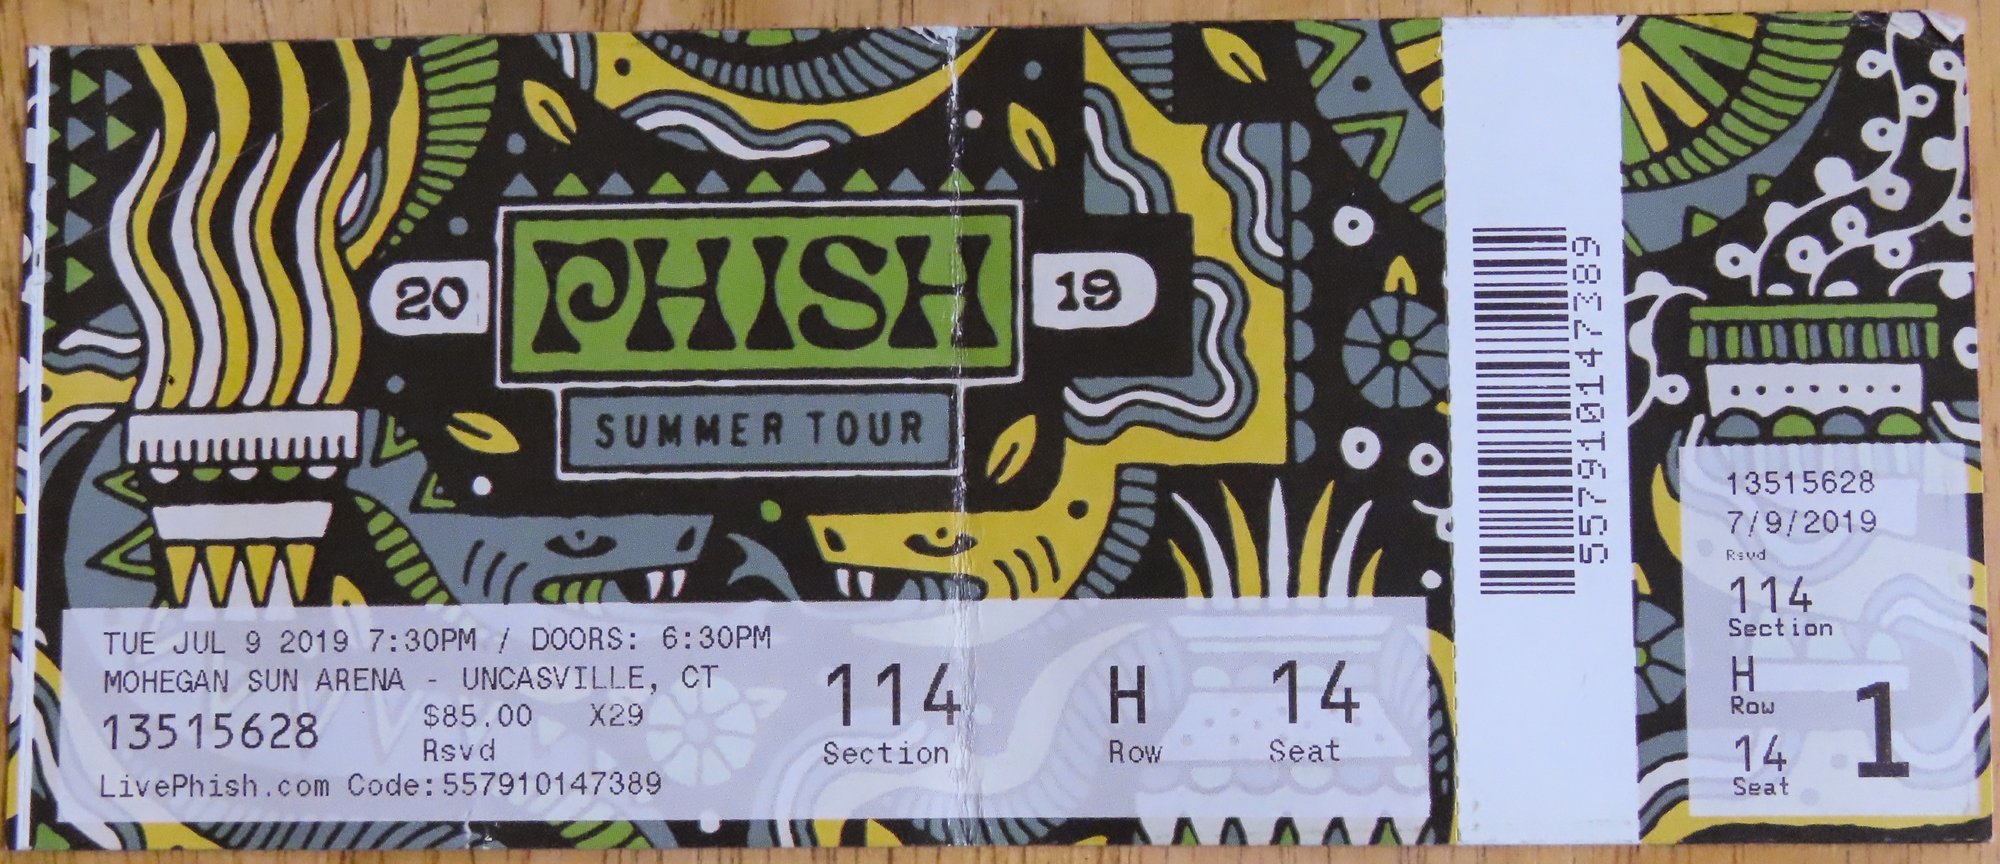 20 PHISH 19
SUMMER TOUR
TUE JUL 9 2019 7:30PM / DOORS: 6:30PM
MOHEGAN SUN ARENA - UNCASVILLE, CT
13515628 $85.00 X29
Rsvd
LivePhish.com Code:557910147389
114 H 14
Section Row Seat
557910147389
13515628
7/9/2019
Rsvd
114
Section
H
Row
14
Seat
1